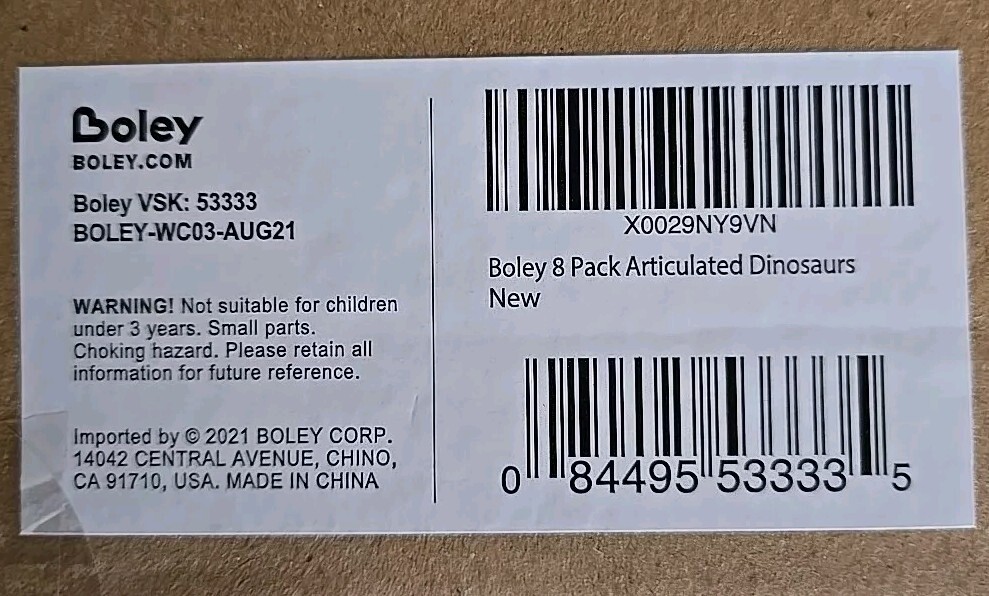 Boley
BOLEY.COM
Boley VSK: 53333
BOLEY-WC03-AUG21
WARNING! Not suitable for children
under 3 years. Small parts.
Choking hazard. Please retain all
information for future reference.
Imported by © 2021 BOLEY CORP.
14042 CENTRAL AVENUE, CHINO,
CA 91710, USA. MADE IN CHINA
X0029NY9VN
Boley 8 Pack Articulated Dinosaurs
New
0 84495 53333 5